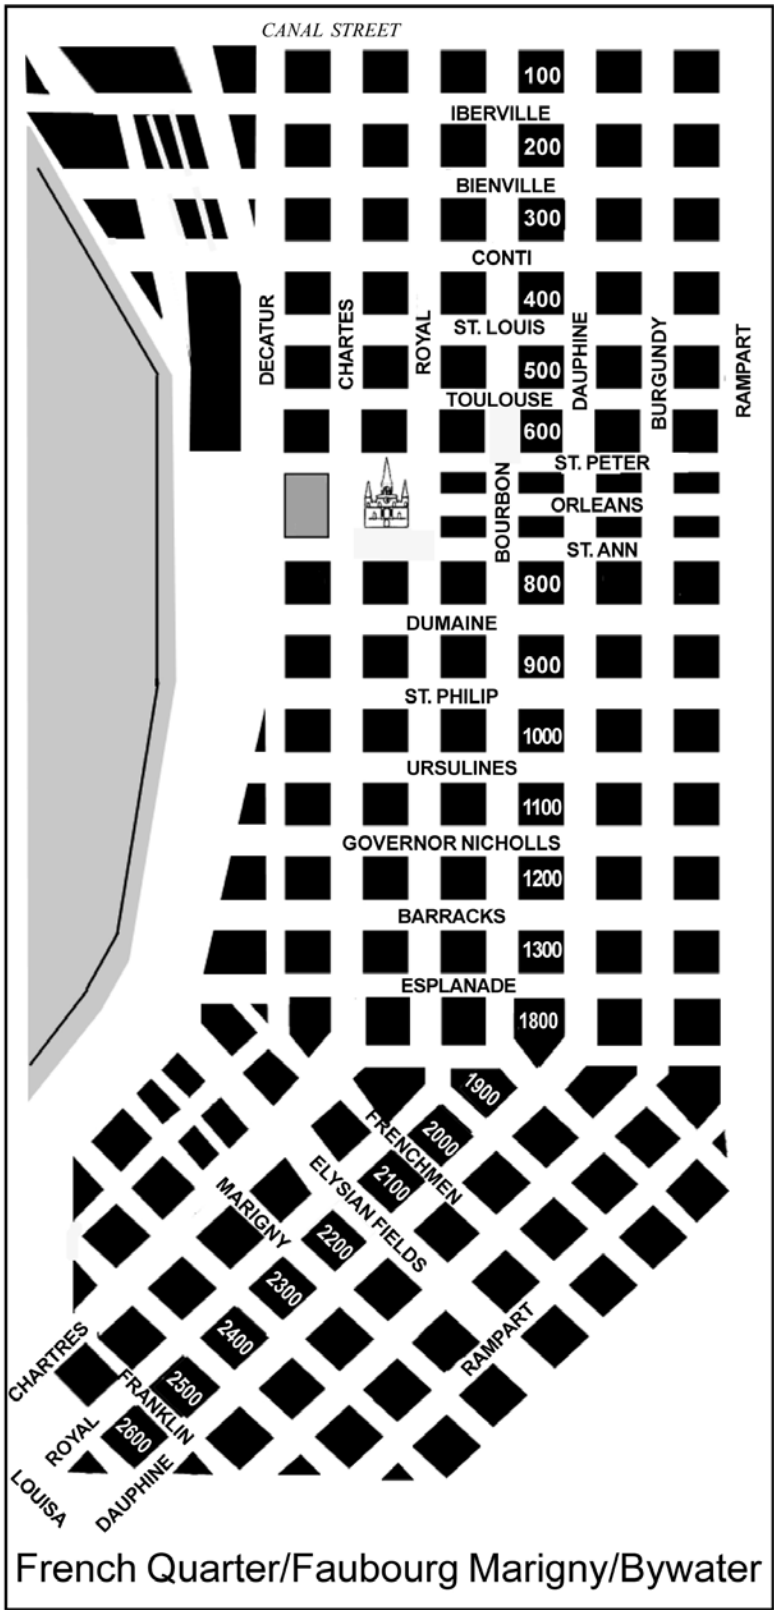 CANAL STREET
100
IBERVILLE
200
BIENVILLE
300
CONTI
400
DECATUR
CHARTES
ROYAL
ST. LOUIS
DAUPHINE
BURGUNDY
RAMPART
500
TOULOUSE
600
ST. PETER
BOURBON
ORLEANS
ST. ANN
800
DUMAINE
900
ST. PHILIP
1000
URSULINES
1100
GOVERNOR NICHOLLS
1200
BARRACKS
1300
ESPLANADE
1800
1900
FRENCHMEN
2000
ELYSIAN FIELDS
2100
MARIGNY
2200
2300
2400
RAMPART
CHARTRES
FRANKLIN
2500
ROYAL
2600
LOUISA
DAUPHINE
French Quarter/Faubourg Marigny/Bywater